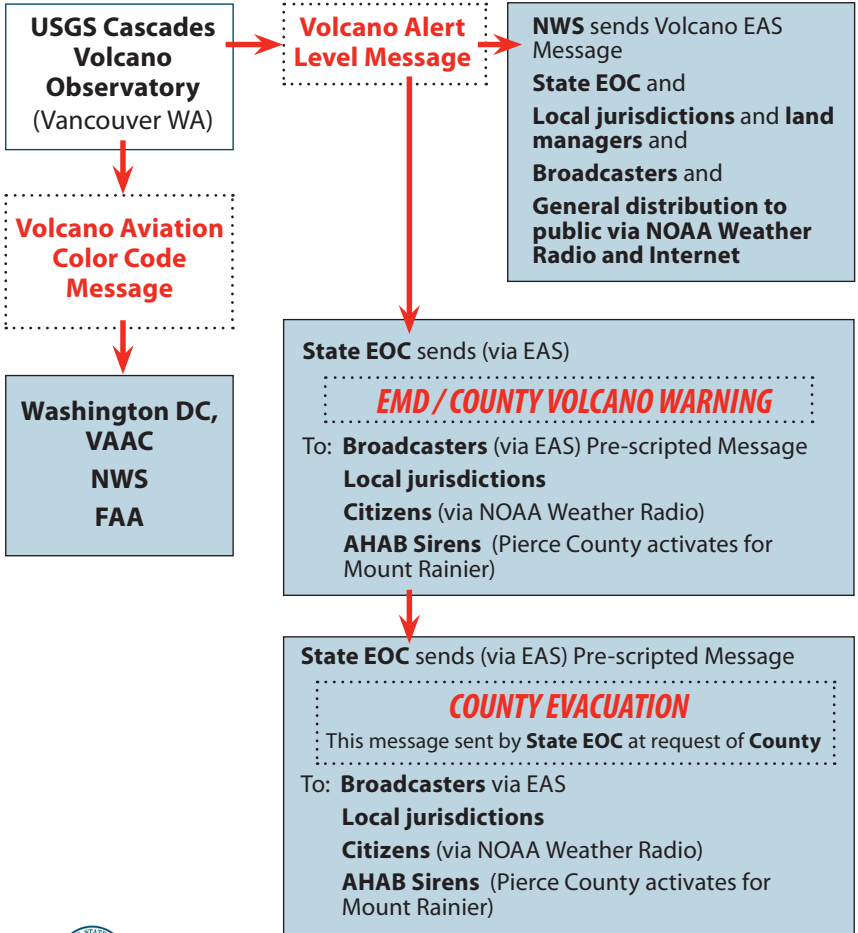 USGS Cascades
Volcano
Observatory
(Vancouver WA)
Volcano Alert
Level Message
NWS sends Volcano EAS
Message
State EOC and
Local jurisdictions and land
managers and
Broadcasters and
General distribution to
public via NOAA Weather
Radio and Internet
Volcano Aviation
Color Code
Message
Washington DC,
VAAC
NWS
FAA
State EOC sends (via EAS)
EMD / COUNTY VOLCANO WARNING
To: Broadcasters (via EAS) Pre-scripted Message
Local jurisdictions
Citizens (via NOAA Weather Radio)
AHAB Sirens (Pierce County activates for
Mount Rainier)
State EOC sends (via EAS) Pre-scripted Message
COUNTY EVACUATION
This message sent by State EOC at request of County
To: Broadcasters via EAS
Local jurisdictions
Citizens (via NOAA Weather Radio)
AHAB Sirens (Pierce County activates for
Mount Rainier)